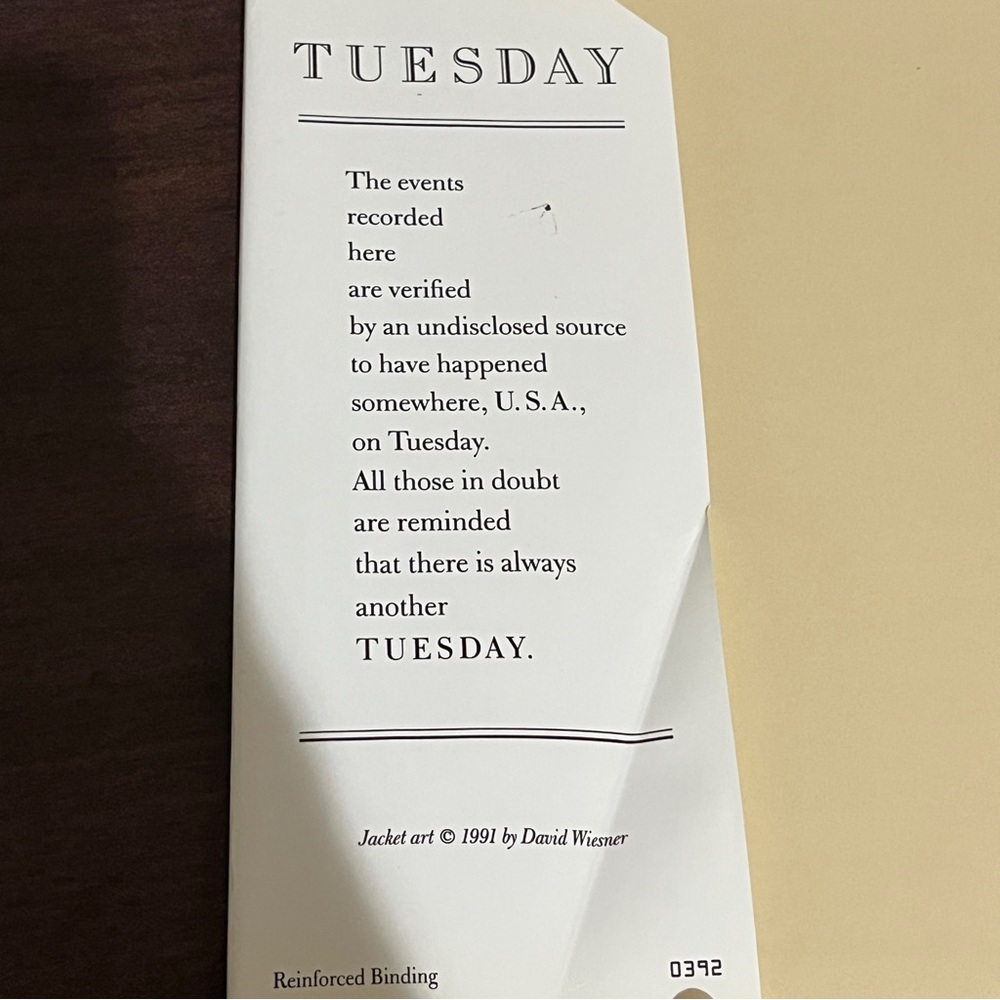 TUESDAY
The events
recorded
here
are verified
by an undisclosed source
to have happened
somewhere, U.S.A.,
on Tuesday.
All those in doubt
are reminded
that there is always
another
TUESDAY.
Jacket art © 1991 by David Wiesner
Reinforced Binding
0392